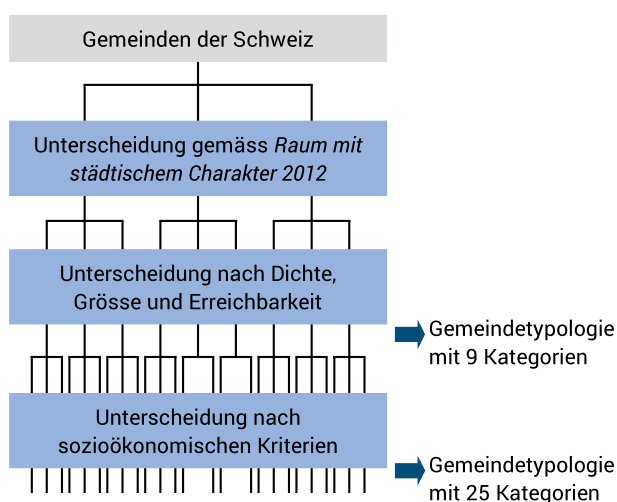 Gemeinden der Schweiz
Unterscheidung gemäss Raum mit
städtischem Charakter 2012
Unterscheidung nach Dichte,
Grösse und Erreichbarkeit
Gemeindetypologie
mit 9 Kategorien
Unterscheidung nach
sozioökonomischen Kriterien
Gemeindetypologie
mit 25 Kategorien